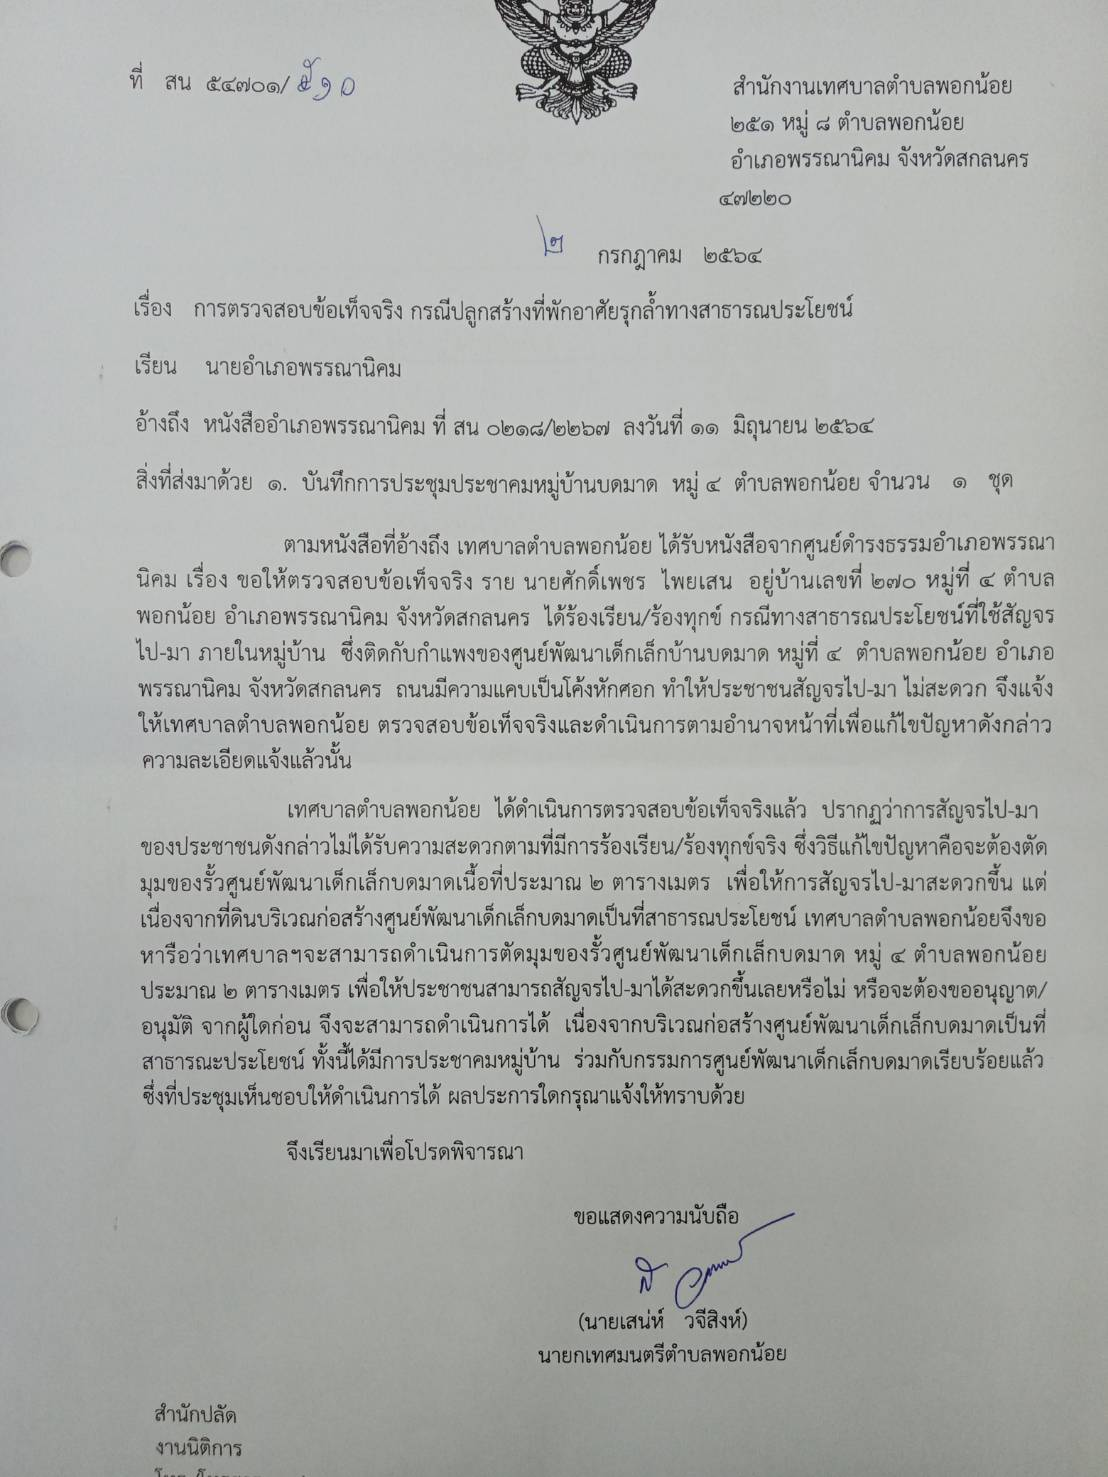 ที่ สน ๕๔๗๐๑/
สำนักงานเทศบาลตำบลพอกน้อย
๒๕๑ หมู่ ๘ ตำบลพอกน้อย
อำเภอพรรณานิคม จังหวัดสกลนคร
๔๗๒๒๐
๒ กรกฎาคม ๒๕๖๔
เรื่อง การตรวจสอบข้อเท็จจริง กรณีปลูกสร้างที่พักอาศัยรุกล้ำทางสาธารณประโยชน์
เรียน นายอำเภอพรรณานิคม
อ้างถึง หนังสืออำเภอพรรณานิคม ที่ สน ๐๒๑๘/๒๒๖๗ ลงวันที่ ๑๑ มิถุนายน ๒๕๖๔
สิ่งที่ส่งมาด้วย ๑. บันทึกการประชุมประชาคมหมู่บ้านบดมาด หมู่ ๔ ตำบลพอกน้อย จำนวน ๑ ชุด
ตามหนังสือที่อ้างถึง เทศบาลตำบลพอกน้อย ได้รับหนังสือจากศูนย์ดำรงธรรมอำเภอพรรณา
นิคม เรื่อง ขอให้ตรวจสอบข้อเท็จจริง ราย นายศักดิ์เพชร ไพยเสน อยู่บ้านเลขที่ ๒๗๐ หมู่ที่ ๔ ตำบล
พอกน้อย อำเภอพรรณานิคม จังหวัดสกลนคร ได้ร้องเรียน/ร้องทุกข์ กรณีทางสาธารณประโยชน์ที่ใช้สัญจร
ไป-มา ภายในหมู่บ้าน ซึ่งติดกับกำแพงของศูนย์พัฒนาเด็กเล็กบ้านบดมาด หมู่ที่ ๔ ตำบลพอกน้อย อำเภอ
พรรณานิคม จังหวัดสกลนคร ถนนมีความแคบเป็นโค้งหักศอก ทำให้ประชาชนสัญจรไป-มา ไม่สะดวก จึงแจ้ง
ให้เทศบาลตำบลพอกน้อย ตรวจสอบข้อเท็จจริงและดำเนินการตามอำนาจหน้าที่เพื่อแก้ไขปัญหาดังกล่าว
ความละเอียดแจ้งแล้วนั้น
เทศบาลตำบลพอกน้อย ได้ดำเนินการตรวจสอบข้อเท็จจริงแล้ว ปรากฏว่าการสัญจรไป-มา
ของประชาชนดังกล่าวไม่ได้รับความสะดวกตามที่มีการร้องเรียน/ร้องทุกข์จริง ซึ่งวิธีแก้ไขปัญหาคือจะต้องตัด
มุมของรั้วศูนย์พัฒนาเด็กเล็กบดมาดเนื้อที่ประมาณ ๒ ตารางเมตร เพื่อให้การสัญจรไป-มาสะดวกขึ้น แต่
เนื่องจากที่ดินบริเวณก่อสร้างศูนย์พัฒนาเด็กเล็กบดมาดเป็นที่สาธารณประโยชน์ เทศบาลตำบลพอกน้อยจึงขอ
หารือว่าเทศบาลฯจะสามารถดำเนินการตัดมุมของรั้วศูนย์พัฒนาเด็กเล็กบดมาด หมู่ ๔ ตำบลพอกน้อย
ประมาณ ๒ ตารางเมตร เพื่อให้ประชาชนสามารถสัญจรไป-มาได้สะดวกขึ้นเลยหรือไม่ หรือจะต้องขออนุญาต/
อนุมัติ จากผู้ใดก่อน จึงจะสามารถดำเนินการได้ เนื่องจากบริเวณก่อสร้างศูนย์พัฒนาเด็กเล็กบดมาดเป็นที่
สาธารณะประโยชน์ ทั้งนี้ได้มีการประชาคมหมู่บ้าน ร่วมกับกรรมการศูนย์พัฒนาเด็กเล็กบดมาดเรียบร้อยแล้ว
ซึ่งที่ประชุมเห็นชอบให้ดำเนินการได้ ผลประการใดกรุณาแจ้งให้ทราบด้วย
จึงเรียนมาเพื่อโปรดพิจารณา
ขอแสดงความนับถือ
(นายเสน่ห์ วจีสิงห์)
นายกเทศมนตรีตำบลพอกน้อย
สำนักปลัด
งานนิติการ